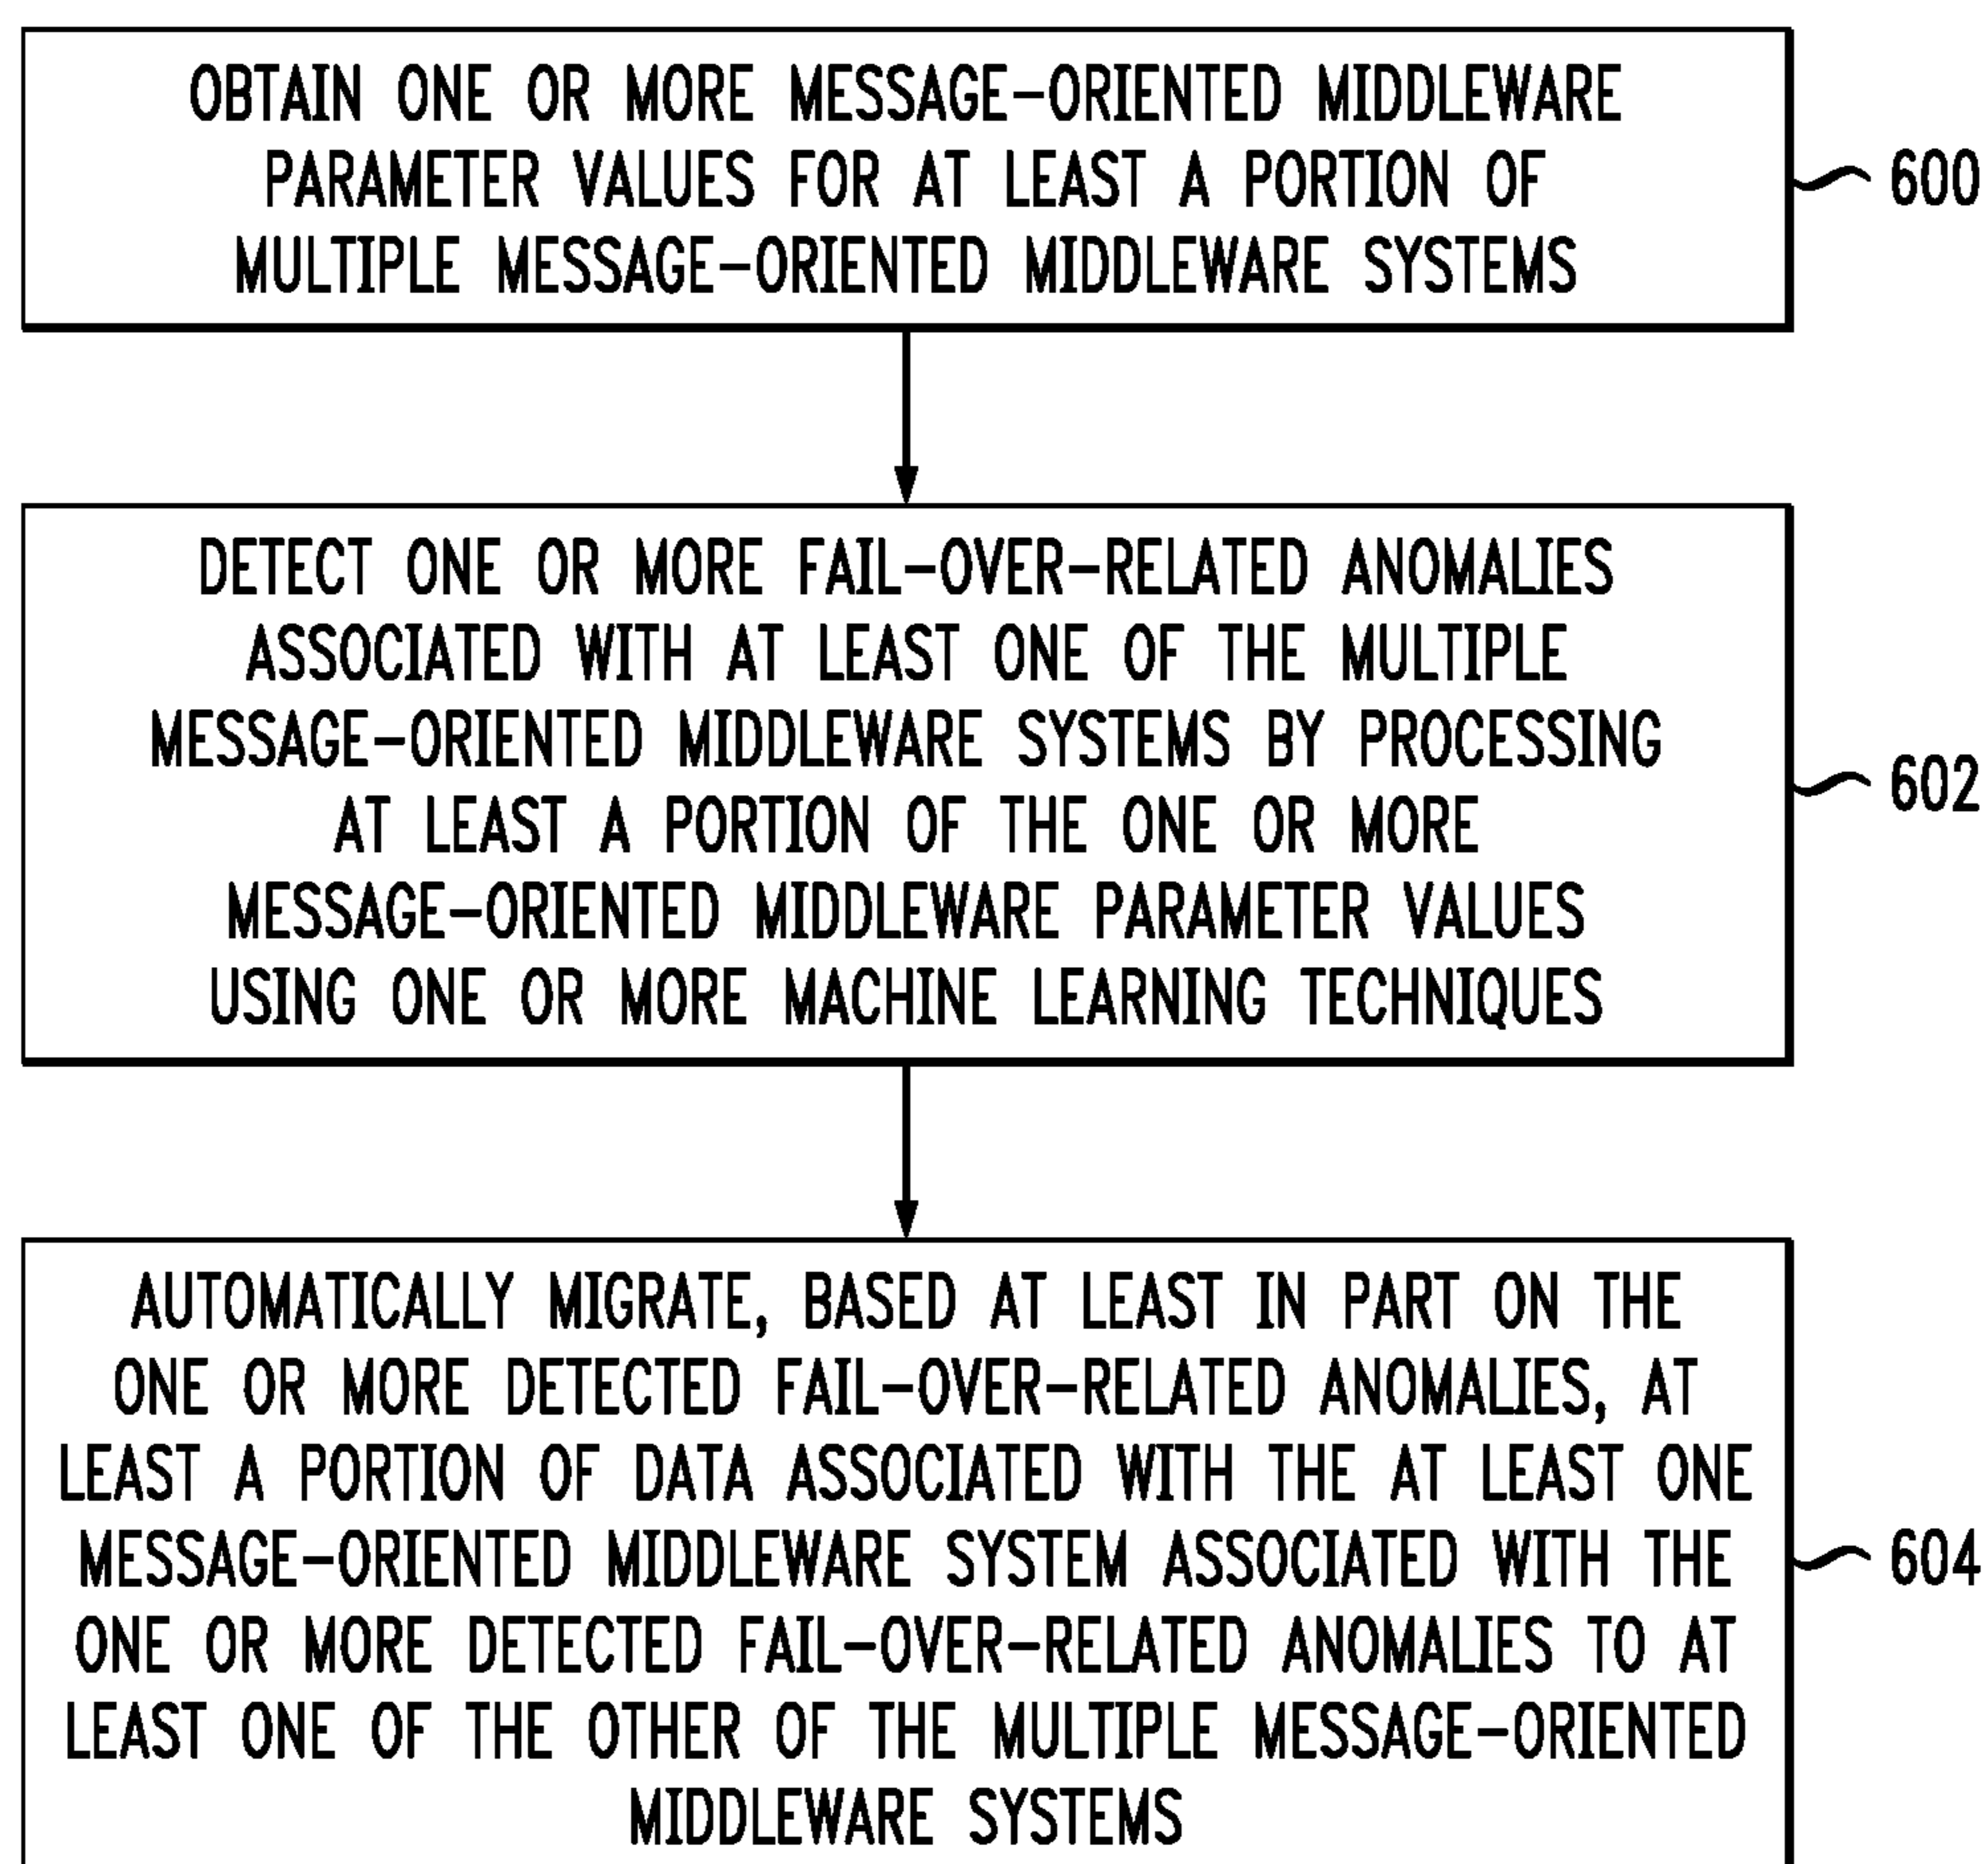 OBTAIN ONE OR MORE MESSAGE-ORIENTED MIDDLEWARE
PARAMETER VALUES FOR AT LEAST A PORTION OF
MULTIPLE MESSAGE-ORIENTED MIDDLEWARE SYSTEMS
600
DETECT ONE OR MORE FAIL-OVER-RELATED ANOMALIES
ASSOCIATED WITH AT LEAST ONE OF THE MULTIPLE
MESSAGE-ORIENTED MIDDLEWARE SYSTEMS BY PROCESSING
AT LEAST A PORTION OF THE ONE OR MORE
MESSAGE-ORIENTED MIDDLEWARE PARAMETER VALUES
USING ONE OR MORE MACHINE LEARNING TECHNIQUES
602
AUTOMATICALLY MIGRATE, BASED AT LEAST IN PART ON THE
ONE OR MORE DETECTED FAIL-OVER-RELATED ANOMALIES, AT
LEAST A PORTION OF DATA ASSOCIATED WITH THE AT LEAST ONE
MESSAGE-ORIENTED MIDDLEWARE SYSTEM ASSOCIATED WITH THE
ONE OR MORE DETECTED FAIL-OVER-RELATED ANOMALIES TO AT
LEAST ONE OF THE OTHER OF THE MULTIPLE MESSAGE-ORIENTED
MIDDLEWARE SYSTEMS
604